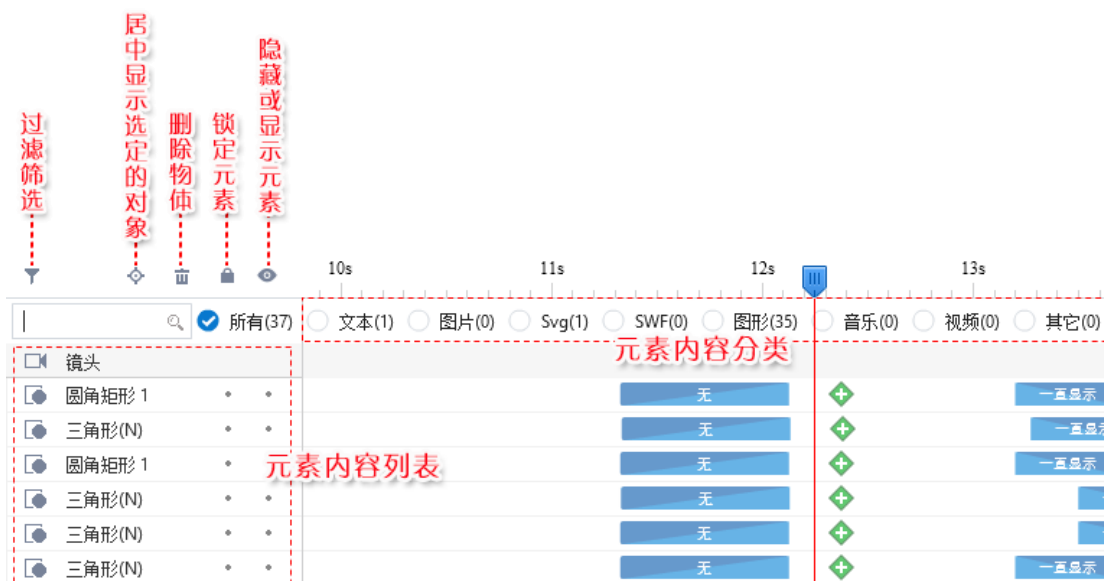 过滤筛选
居中显示选定的对象
删除物体
锁定元素
隐藏或显示元素
10s 11s 12s 13s
所有(37) 文本(1) 图片(0) Svg(1) SWF(0) 图形(35) 音乐(0) 视频(0) 其它(0)
元素内容分类
镜头
圆角矩形 1 无 一直显示
三角形(N) 无 一直显示
圆角矩形 1 无 一直显示
元素内容列表
三角形(N) 无
三角形(N) 无
三角形(N) 无 一直显示